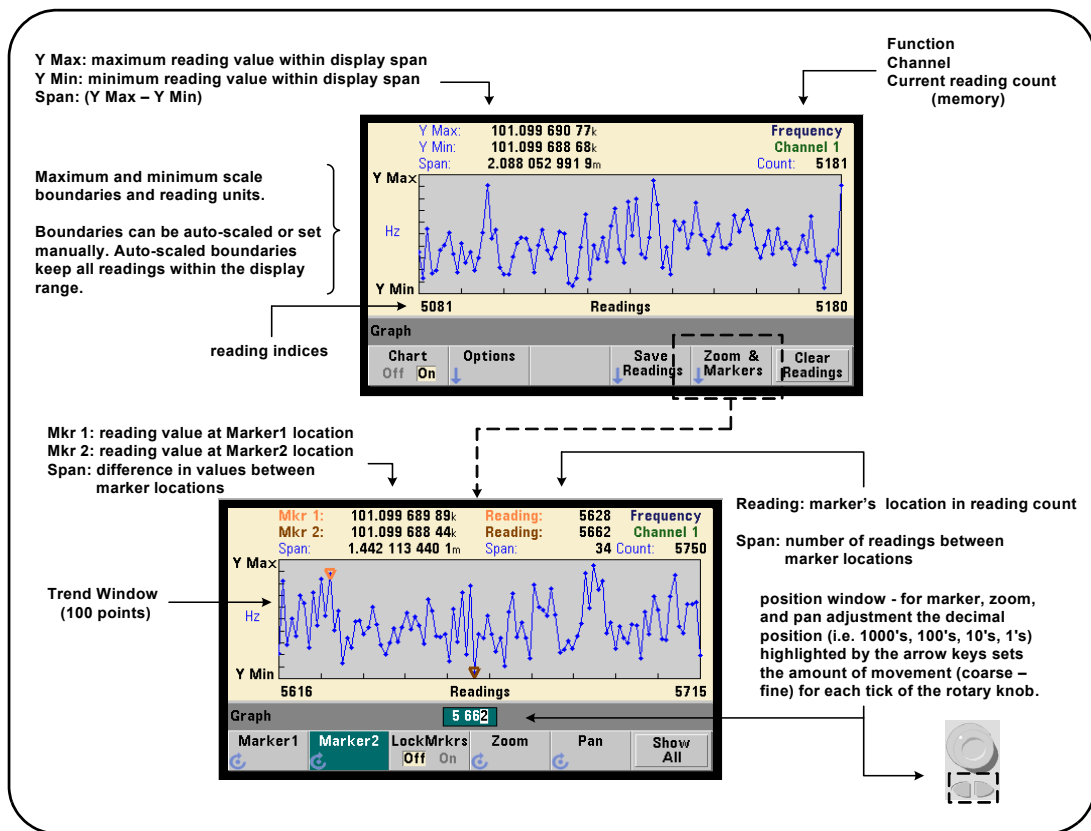 Y Max: maximum reading value within display span
Y Min: minimum reading value within display span
Span: (Y Max – Y Min)
Function
Channel
Current reading count
(memory)
Maximum and minimum scale
boundaries and reading units.
Boundaries can be auto-scaled or set
manually. Auto-scaled boundaries
keep all readings within the display
range.
reading indices
Y Max: 101.099 690 77k Frequency
Y Min: 101.099 688 68k Channel 1
Span: 2.088 052 991 9m Count: 5181
Y Max
Hz
Y Min
5081 Readings 5180
Graph
Chart Options Save Zoom & Clear
Off On Readings Markers Readings
Mkr 1: reading value at Marker1 location
Mkr 2: reading value at Marker2 location
Span: difference in values between
marker locations
Reading: marker's location in reading count
Span: number of readings between
marker locations
Trend Window
(100 points)
position window - for marker, zoom,
and pan adjustment the decimal
position (i.e. 1000's, 100's, 10's, 1's)
highlighted by the arrow keys sets
the amount of movement (coarse –
fine) for each tick of the rotary knob.
Mkr 1: 101.099 689 89k Reading: 5628 Frequency
Mkr 2: 101.099 688 44k Reading: 5662 Channel 1
Span: 1.442 113 440 1m Span: 34 Count: 5750
Y Max
Hz
Y Min
5616 Readings 5715
Graph 5 662
Marker1 Marker2 LockMrkrs Zoom Pan Show
Off On All